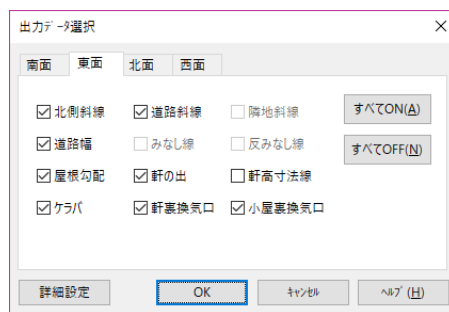 出力ﾃﾞｰﾀ選択
南面 東面 北面 西面
北側斜線 道路斜線 隣地斜線 すべてON(A)
道路幅 みなし線 反みなし線 すべてOFF(N)
屋根勾配 軒の出 軒高寸法線
ケラバ 軒裏換気口 小屋裏換気口
詳細設定 OK ｷｬﾝｾﾙ ﾍﾙﾌﾟ(H)